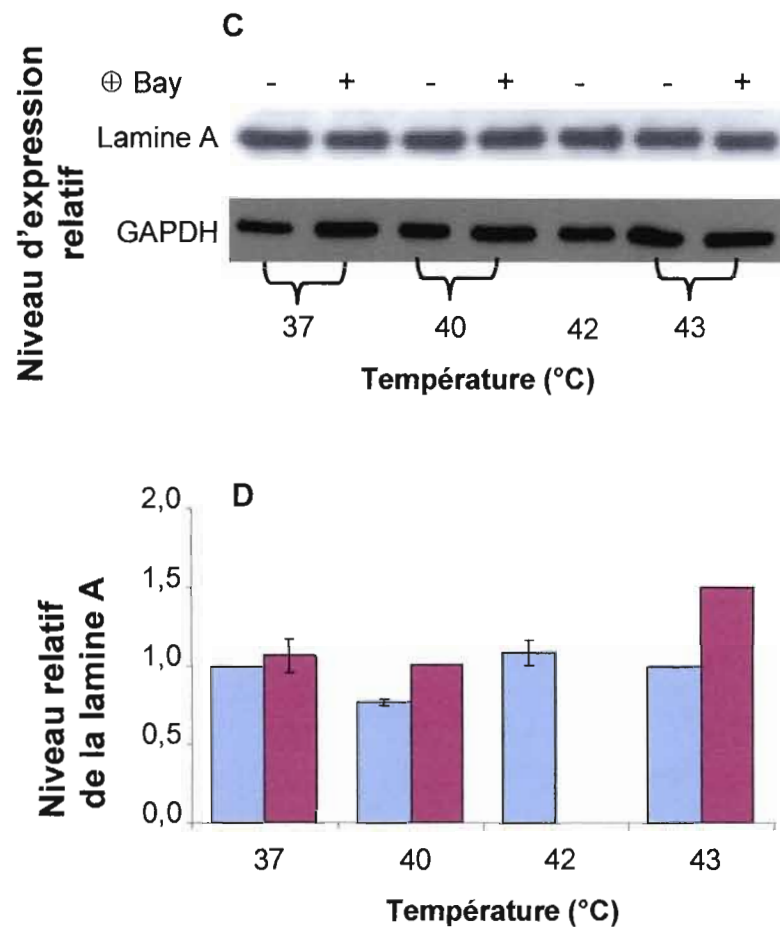 C
⊕ Bay - + - + - - +
Lamine A
GAPDH
Niveau d'expression
relatif
37 40 42 43
Température (°C)
D
2,0
1,5
1,0
0,5
0,0
Niveau relatif
de la lamine A
37 40 42 43
Température (°C)